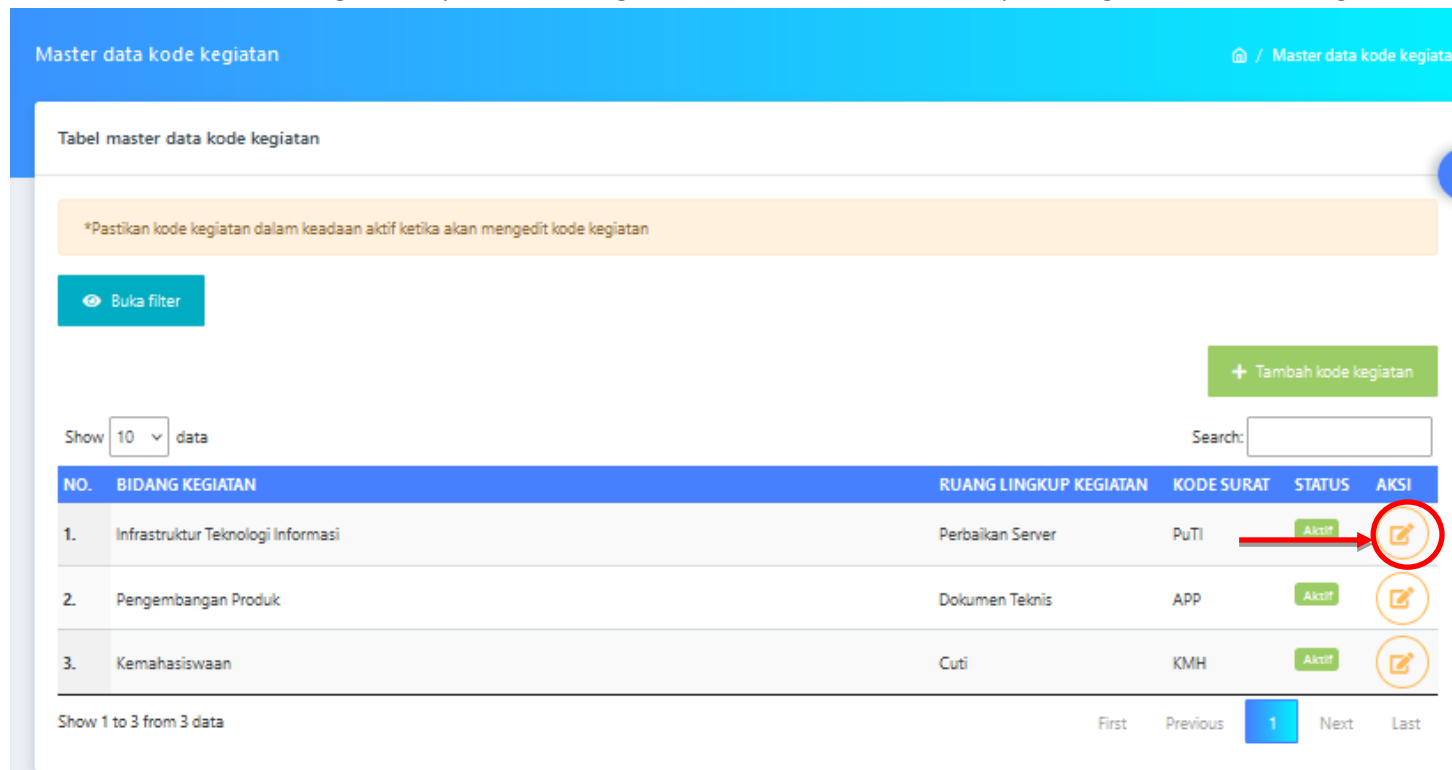 Master data kode kegiatan
/ Master data kode kegiata
Tabel master data kode kegiatan
*Pastikan kode kegiatan dalam keadaan aktif ketika akan mengedit kode kegiatan
Buka filter
+ Tambah kode kegiatan
Show 10 data Search:
NO. BIDANG KEGIATAN RUANG LINGKUP KEGIATAN KODE SURAT STATUS AKSI
1. Infrastruktur Teknologi Informasi Perbaikan Server PuTI Aktif
2. Pengembangan Produk Dokumen Teknis APP Aktif
3. Kemahasiswaan Cuti KMH Aktif
Show 1 to 3 from 3 data First Previous 1 Next Last